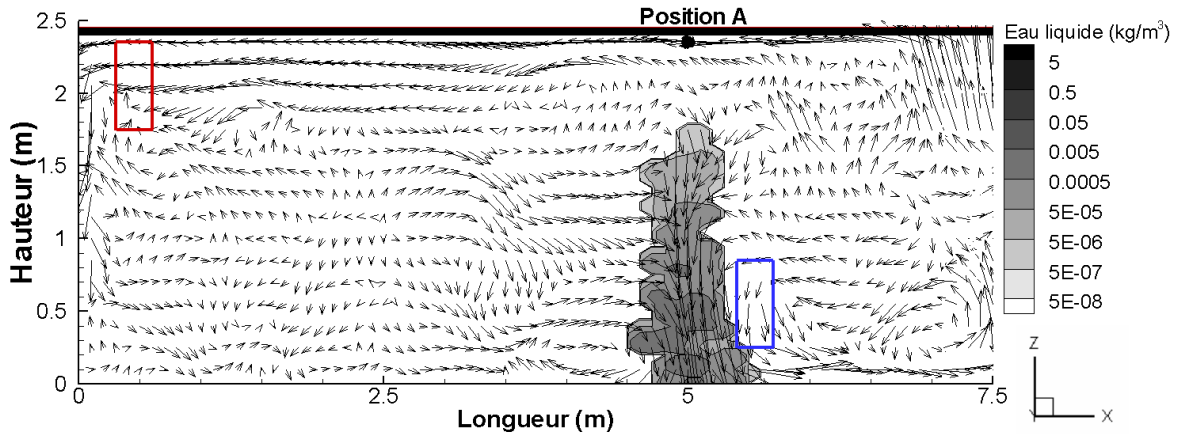 Position A
2.5
2
1.5
1
0.5
0
Hauteur (m)
0
2.5
5
7.5
Longueur (m)
Eau liquide (kg/m³)
5
0.5
0.05
0.005
0.0005
5E-05
5E-06
5E-07
5E-08
Z
Y
X